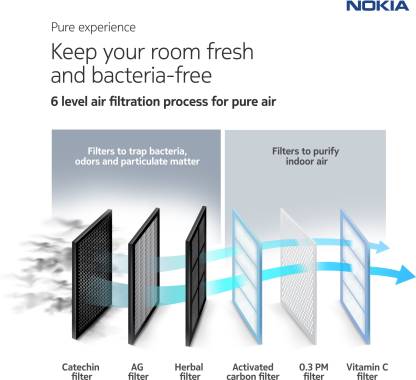 NOKIA
Pure experience
Keep your room fresh
and bacteria-free
6 level air filtration process for pure air
Filters to trap bacteria,
odors and particulate matter
Filters to purify
indoor air
Catechin
filter
AG
filter
Herbal
filter
Activated
carbon filter
0.3 PM
filter
Vitamin C
filter